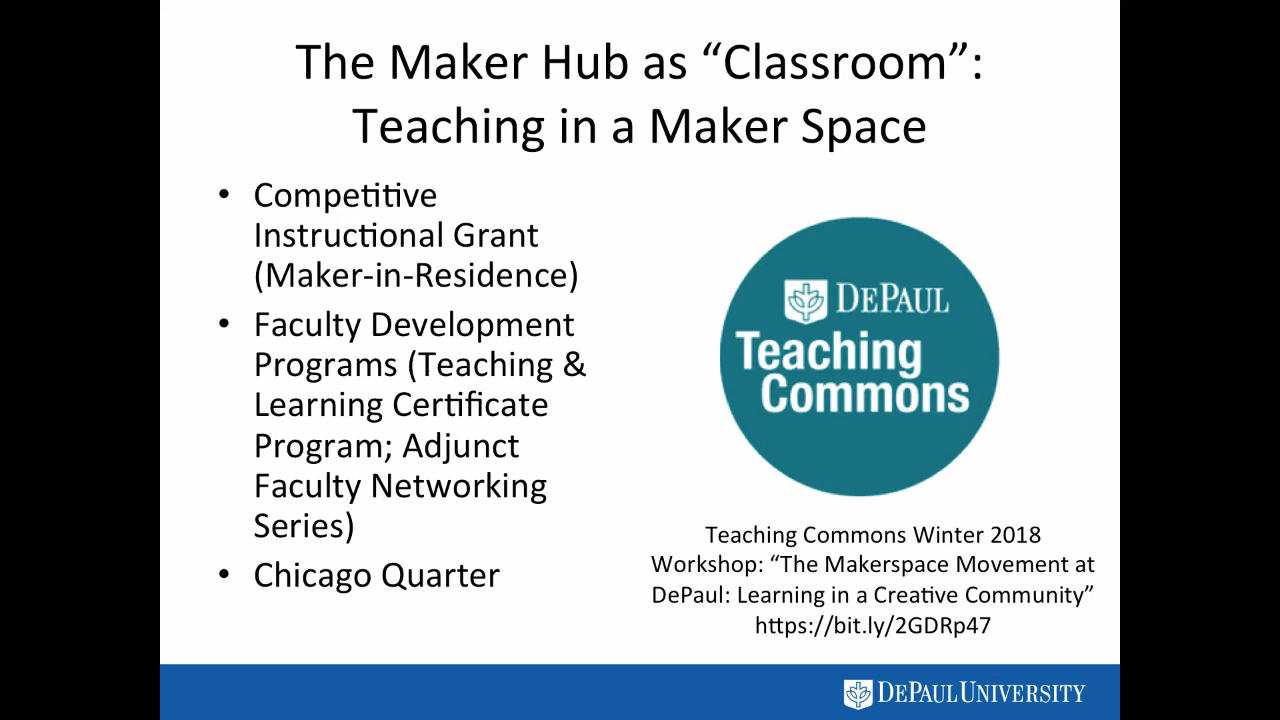 The Maker Hub as “Classroom”:
Teaching in a Maker Space
• Competitive
Instructional Grant
(Maker-in-Residence)
• Faculty Development
Programs (Teaching &
Learning Certificate
Program; Adjunct
Faculty Networking
Series)
• Chicago Quarter
DEPAUL
Teaching
Commons
Teaching Commons Winter 2018
Workshop: “The Makerspace Movement at
DePaul: Learning in a Creative Community”
https://bit.ly/2GDRp47
DEPAUL UNIVERSITY